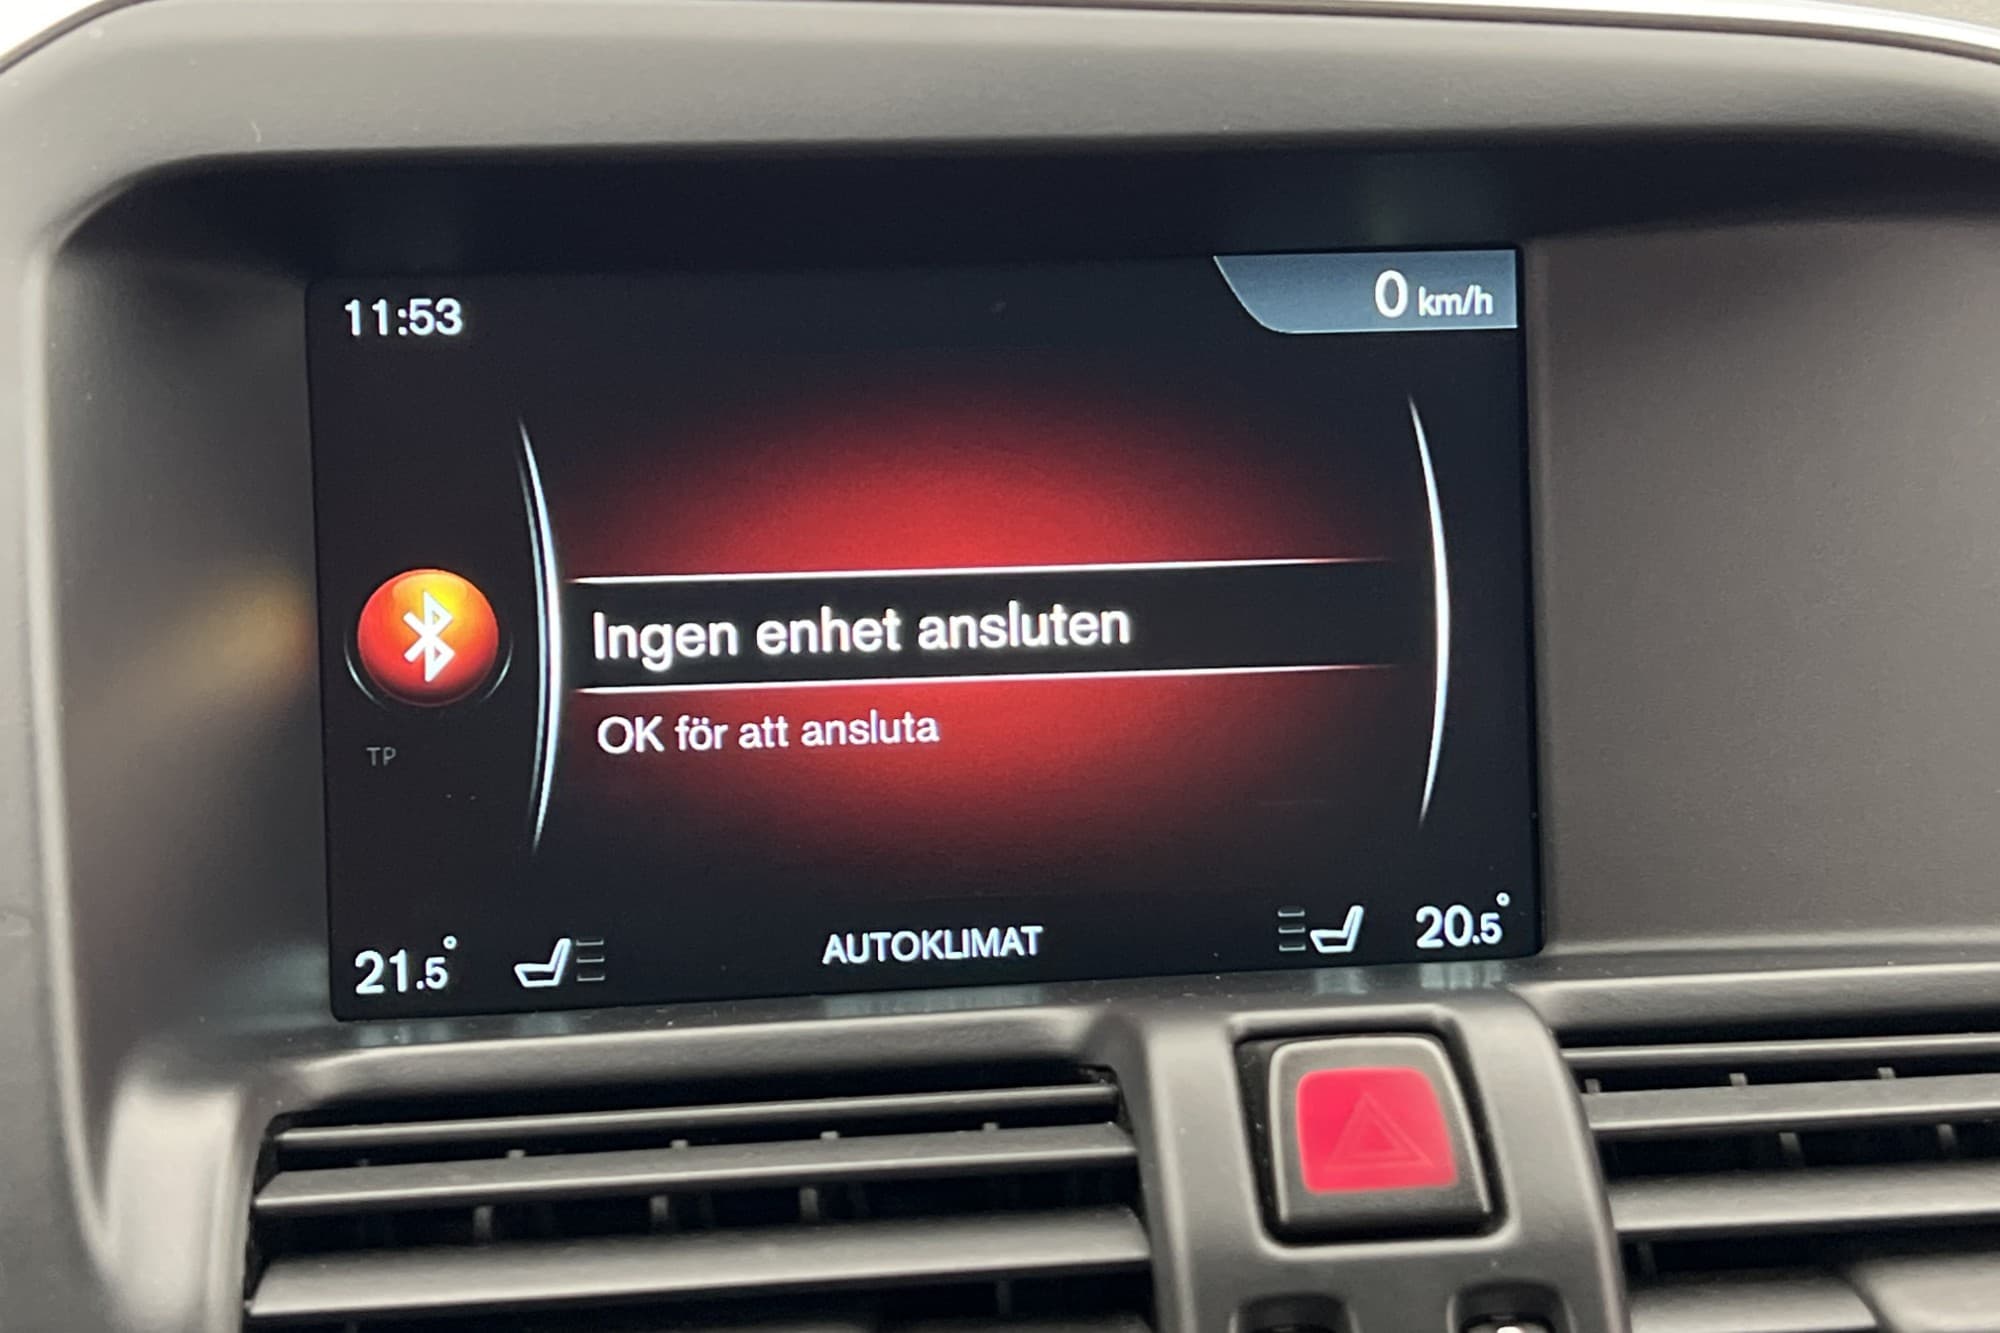 11:53
0 km/h
Ingen enhet ansluten
OK för att ansluta
TP
21.5° AUTOKLIMAT 20.5°